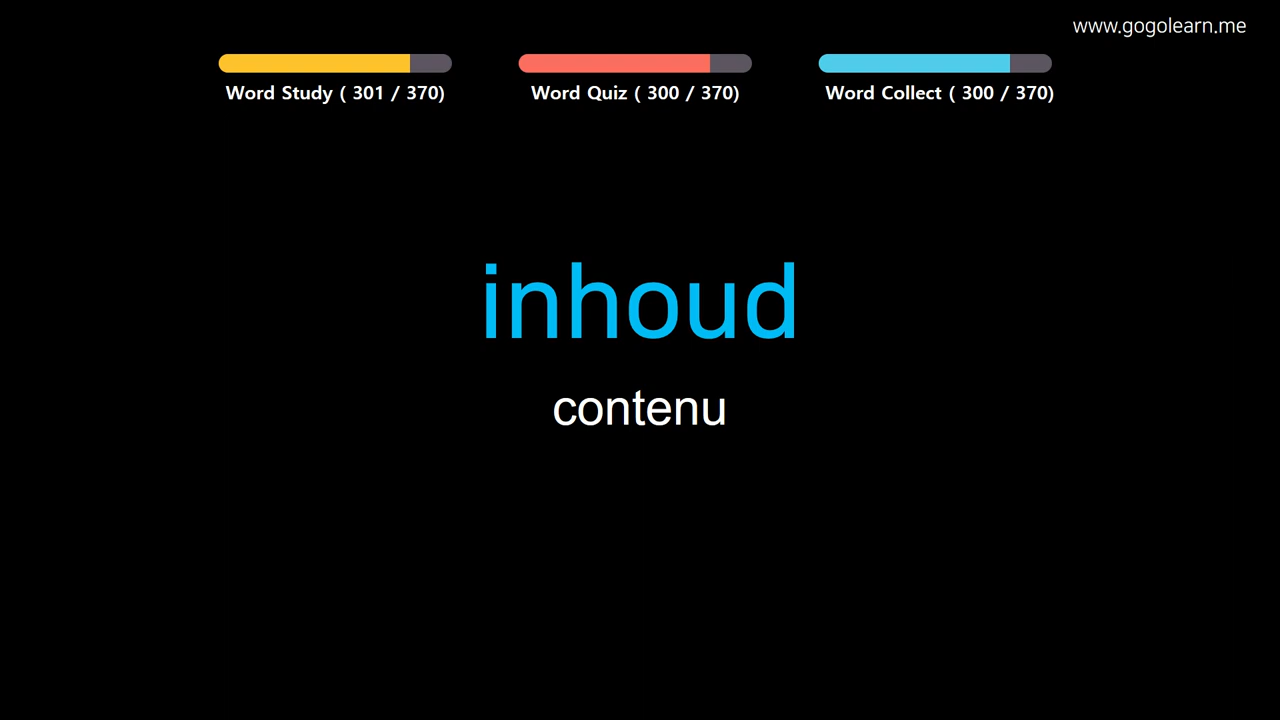 www.gogolearn.me
Word Study ( 301 / 370)
Word Quiz ( 300 / 370)
Word Collect ( 300 / 370)
inhoud
contenu